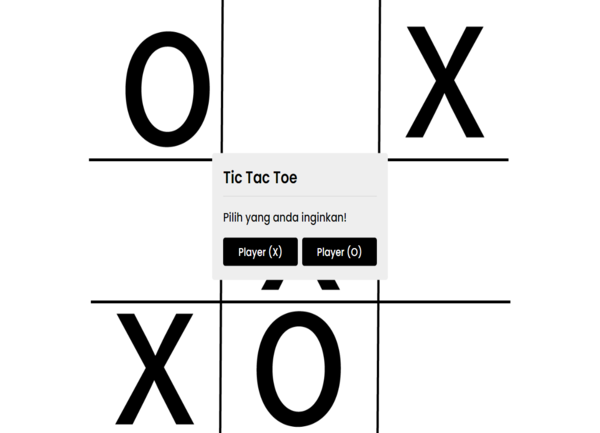 O X
Tic Tac Toe
Pilih yang anda inginkan!
Player (X) Player (O)
X
X O